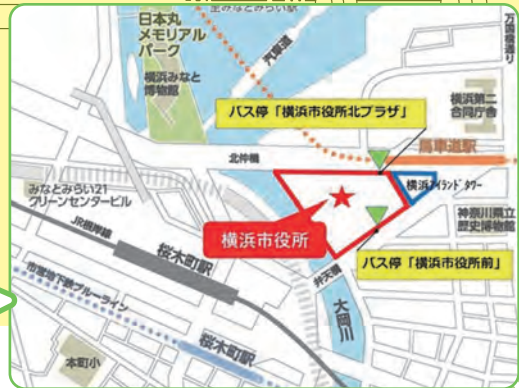 日本丸
メモリアル
パーク
横浜みなと
博物館
汽車道
万国橋通り
バス停「横浜市役所北プラザ」
横浜第二
合同庁舎
馬車道駅
北仲橋
横浜アイランドタワー
みなとみらい21
グリーンセンタービル
神奈川県立
歴史博物館
JR根岸線
桜木町駅
横浜市役所
バス停「横浜市役所前」
弁天橋
大岡川
市営地下鉄ブルーライン
桜木町駅
本町小